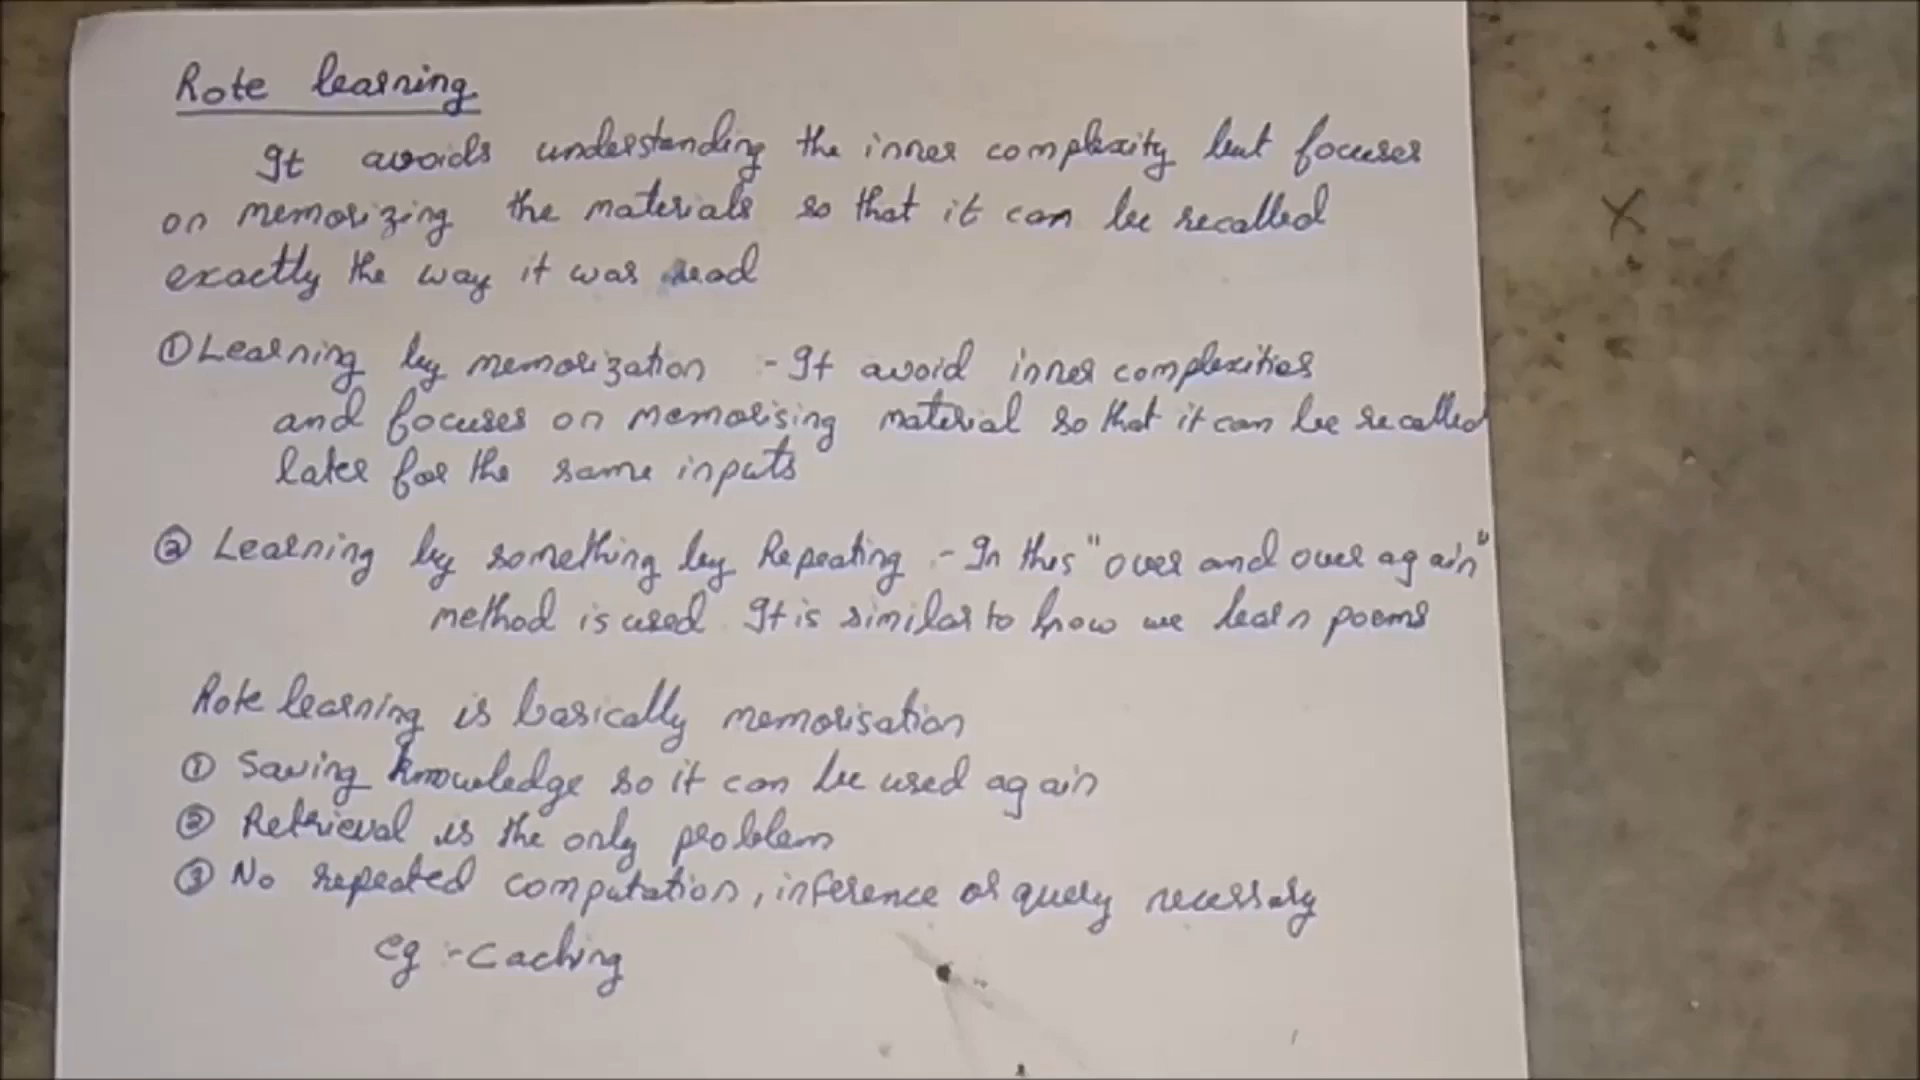 Rote learning
It avoids understanding the inner complexity but focuses
on memorizing the materials so that it can be recalled
exactly the way it was read
① Learning by memorization - It avoid inner complexities
and focuses on memorising material so that it can be recalled
later for the same inputs
② Learning by something by Repeating :- In this "over and over again"
method is used It is similar to know we learn poems
Rote learning is basically memorisation
① Saving knowledge so it can be used again
② Retrieval is the only problem
③ No repeated computation, inference or query necessary
eg :- Caching